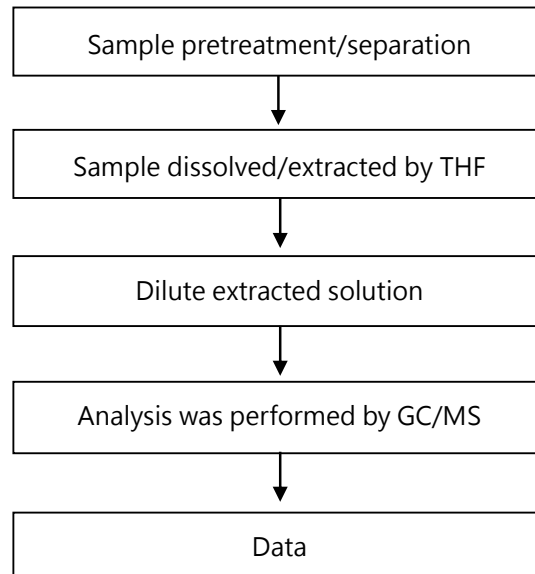 Sample pretreatment/separation
Sample dissolved/extracted by THF
Dilute extracted solution
Analysis was performed by GC/MS
Data